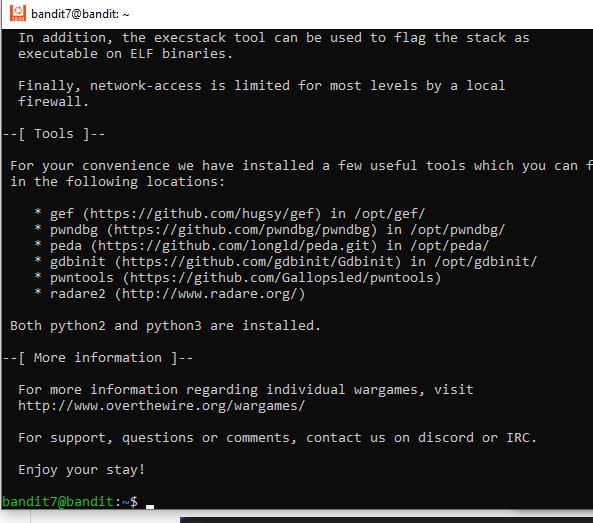 bandit7@bandit: ~
In addition, the execstack tool can be used to flag the stack as
executable on ELF binaries.
Finally, network-access is limited for most levels by a local
firewall.
--[ Tools ]--
For your convenience we have installed a few useful tools which you can f
in the following locations:
* gef (https://github.com/hugsy/gef) in /opt/gef/
* pwndbg (https://github.com/pwndbg/pwndbg) in /opt/pwndbg/
* peda (https://github.com/longld/peda.git) in /opt/peda/
* gdbinit (https://github.com/gdbinit/Gdbinit) in /opt/gdbinit/
* pwntools (https://github.com/Gallopsled/pwntools)
* radare2 (http://www.radare.org/)
Both python2 and python3 are installed.
--[ More information ]--
For more information regarding individual wargames, visit
http://www.overthewire.org/wargames/
For support, questions or comments, contact us on discord or IRC.
Enjoy your stay!
bandit7@bandit:~$